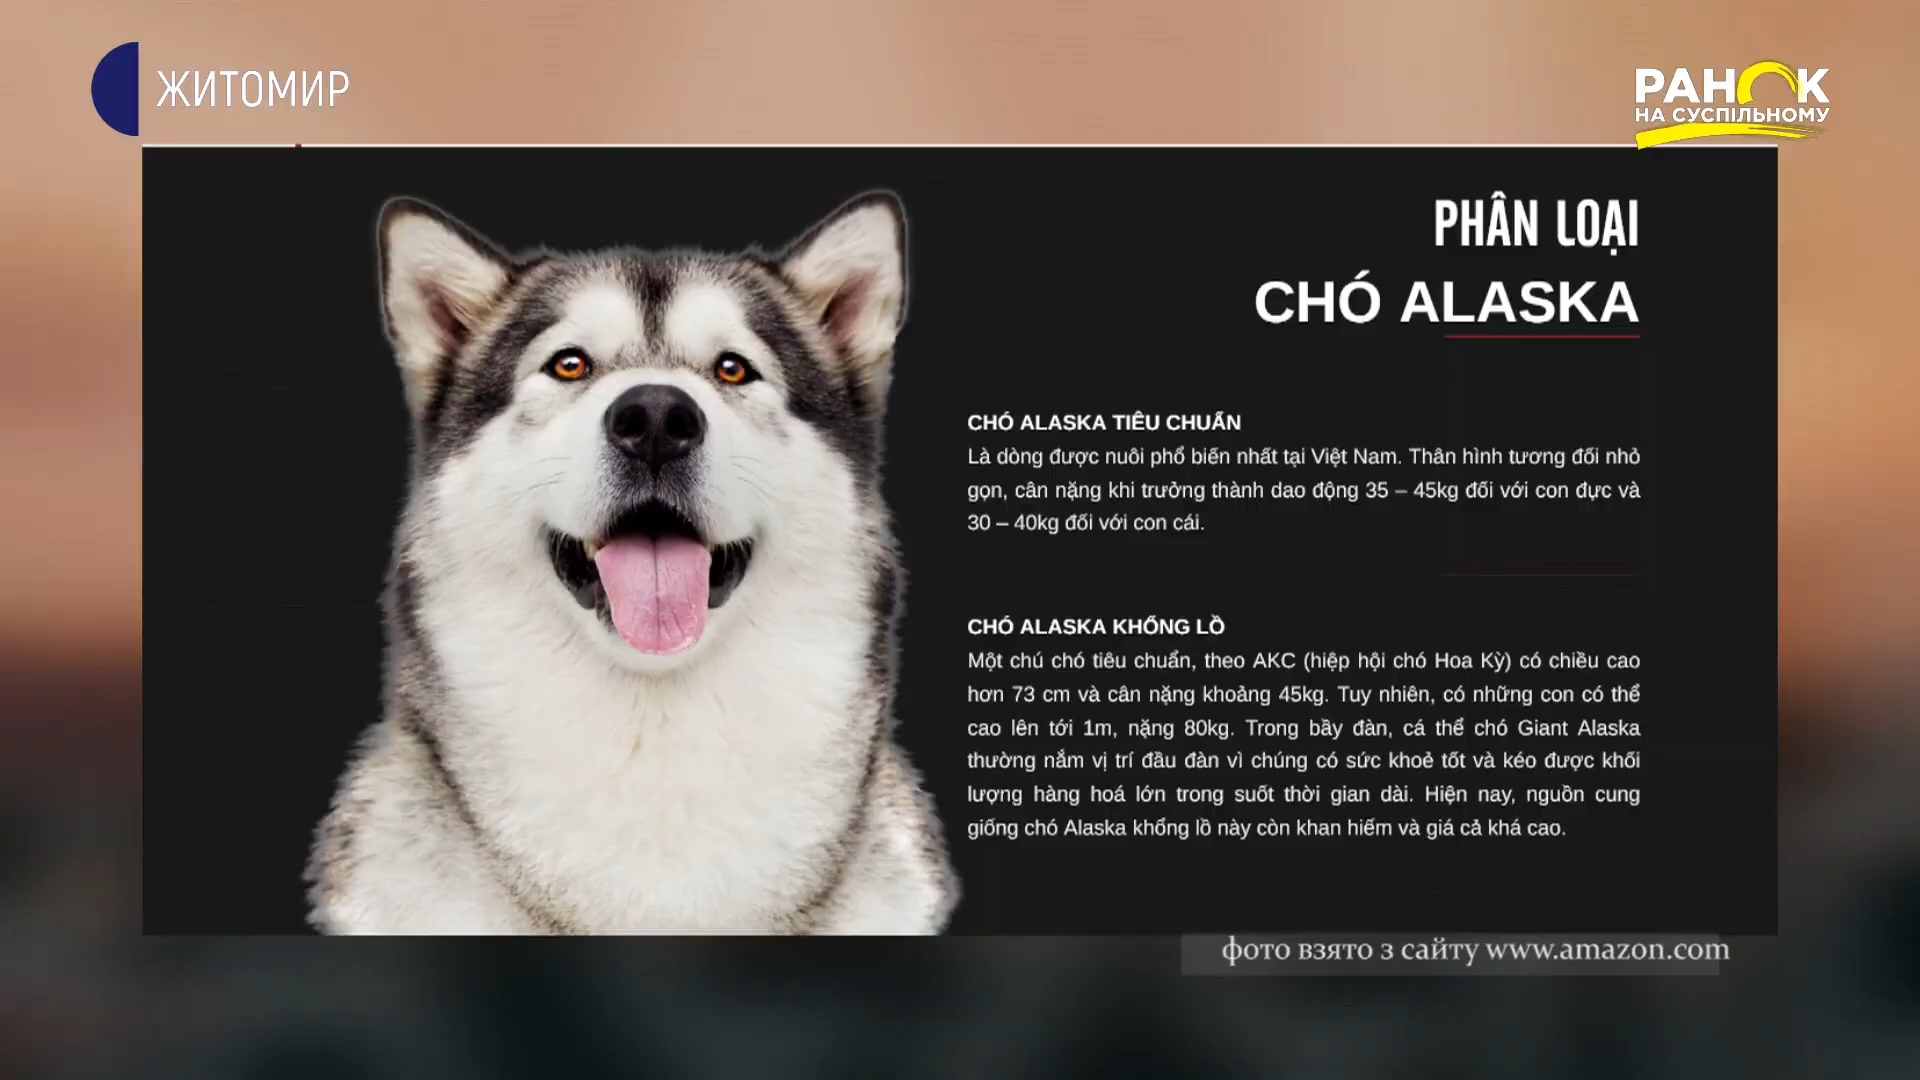 ЖИТОМИР
РАНОК
НА СУСПІЛЬНОМУ
PHÂN LOẠI
CHÓ ALASKA
CHÓ ALASKA TIÊU CHUẨN
Là dòng được nuôi phổ biến nhất tại Việt Nam. Thân hình tương đối nhỏ
gọn, cân nặng khi trưởng thành dao động 35 – 45kg đối với con đực và
30 – 40kg đối với con cái.
CHÓ ALASKA KHỔNG LỒ
Một chú chó tiêu chuẩn, theo AKC (hiệp hội chó Hoa Kỳ) có chiều cao
hơn 73 cm và cân nặng khoảng 45kg. Tuy nhiên, có những con có thể
cao lên tới 1m, nặng 80kg. Trong bầy đàn, cá thể chó Giant Alaska
thường nắm vị trí đầu đàn vì chúng có sức khoẻ tốt và kéo được khối
lượng hàng hoá lớn trong suốt thời gian dài. Hiện nay, nguồn cung
giống chó Alaska khổng lồ này còn khan hiếm và giá cả khá cao.
фото взято з сайту www.amazon.com